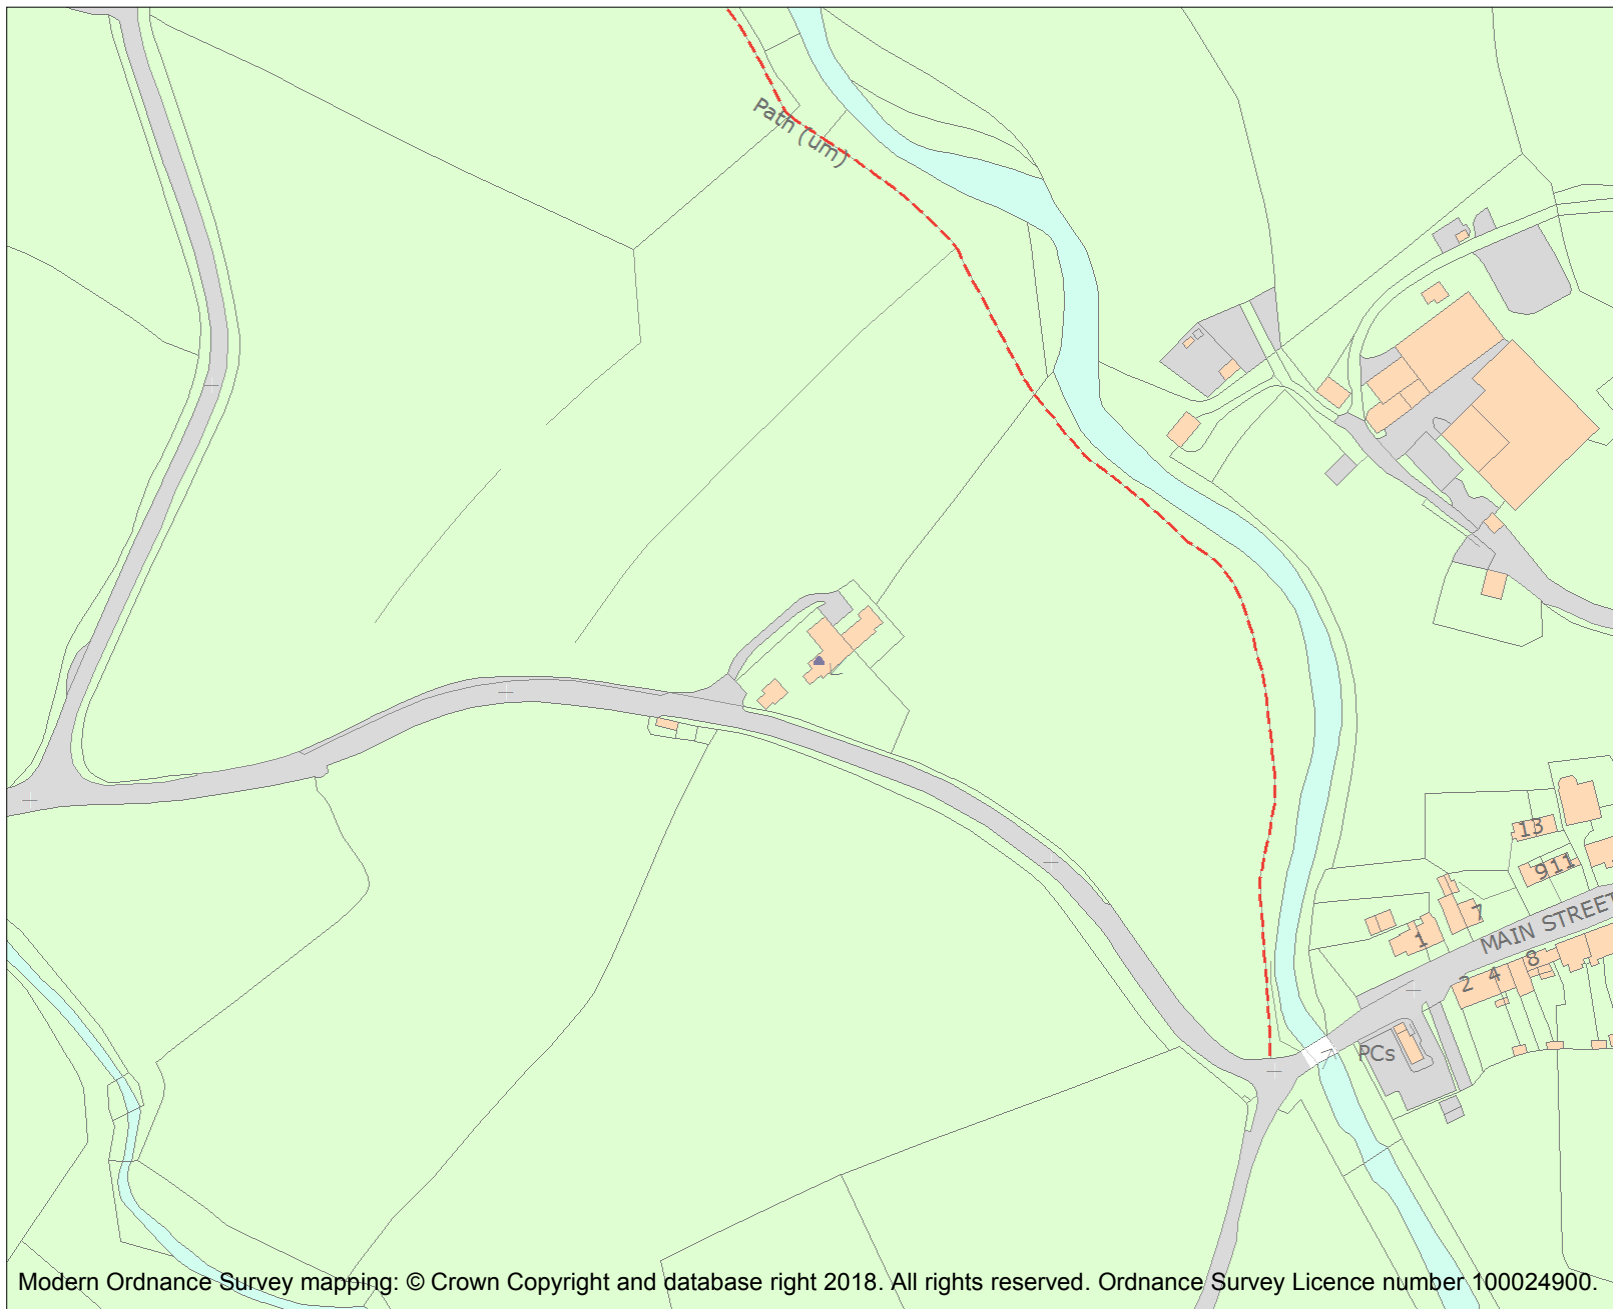 Path (um)
13
911
7
MAIN STREET
1
8
4
2
PCs
Modern Ordnance Survey mapping: © Crown Copyright and database right 2018. All rights reserved. Ordnance Survey Licence number 100024900.